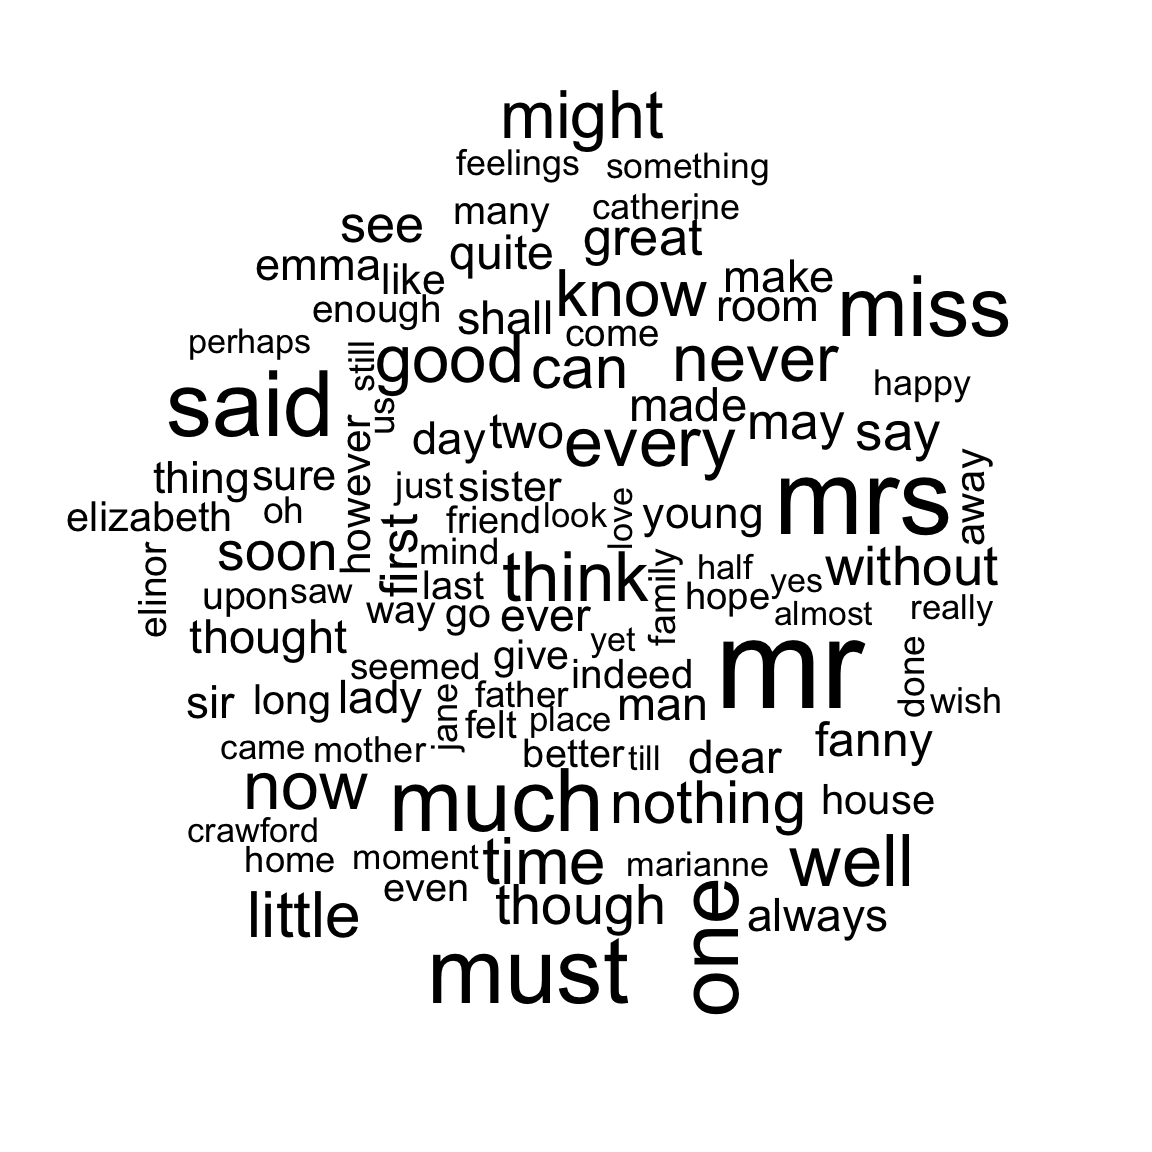 might
feelings something
many catherine
see quite great
emma like know make
enough shall come room miss
perhaps still good can never happy
said us made may say
day two every
thing sure however just sister mrs away
elizabeth oh friend look love young
soon first mind think half without
elinor upon saw last family hope yes almost really
thought way go ever yet
seemed give indeed mr done
sir long lady jane father man wish
felt place
came mother better till dear fanny
now much nothing house
crawford
home moment time marianne well
even
little though one always
must